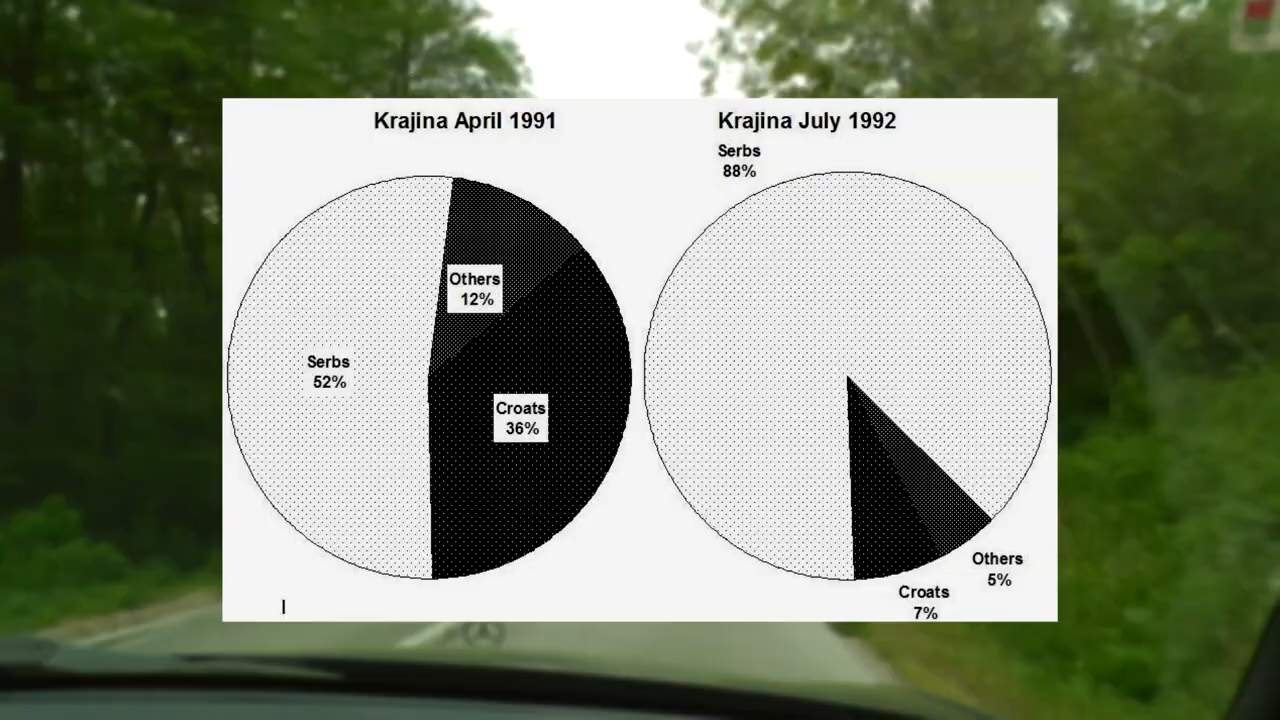 Krajina April 1991
Serbs
52%
Others
12%
Croats
36%
Krajina July 1992
Serbs
88%
Others
5%
Croats
7%